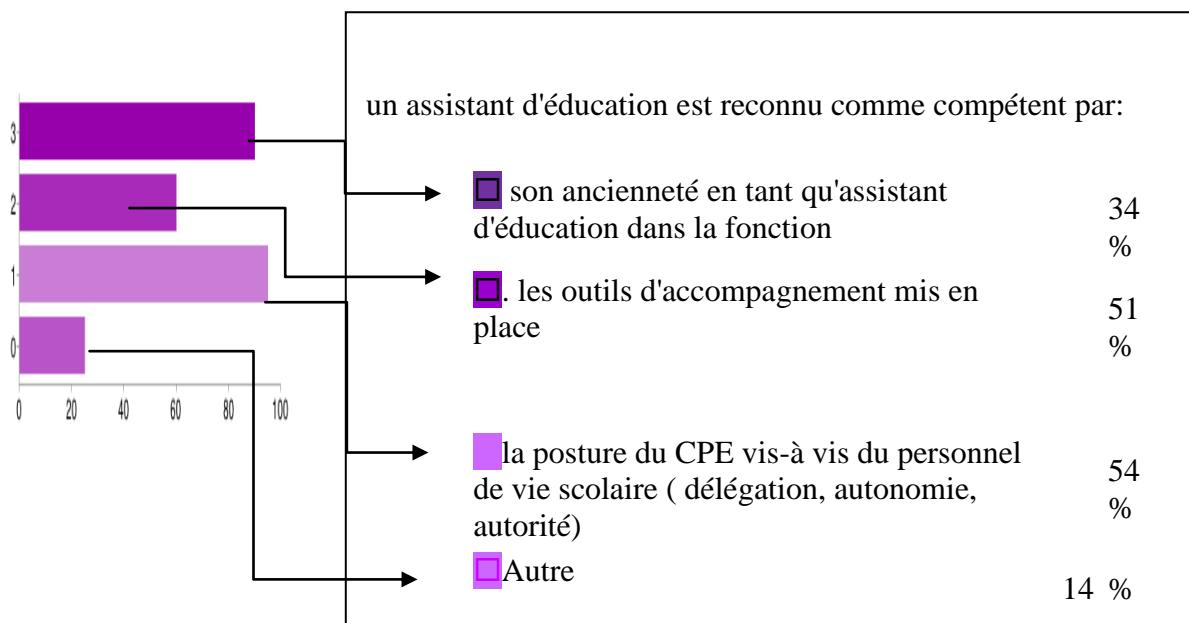 un assistant d'éducation est reconnu comme compétent par:
3
2
1
0
0 20 40 60 80 100
son ancienneté en tant qu'assistant
d'éducation dans la fonction
34
%
. les outils d'accompagnement mis en
place
51
%
la posture du CPE vis-à vis du personnel
de vie scolaire ( délégation, autonomie,
autorité)
54
%
Autre
14 %